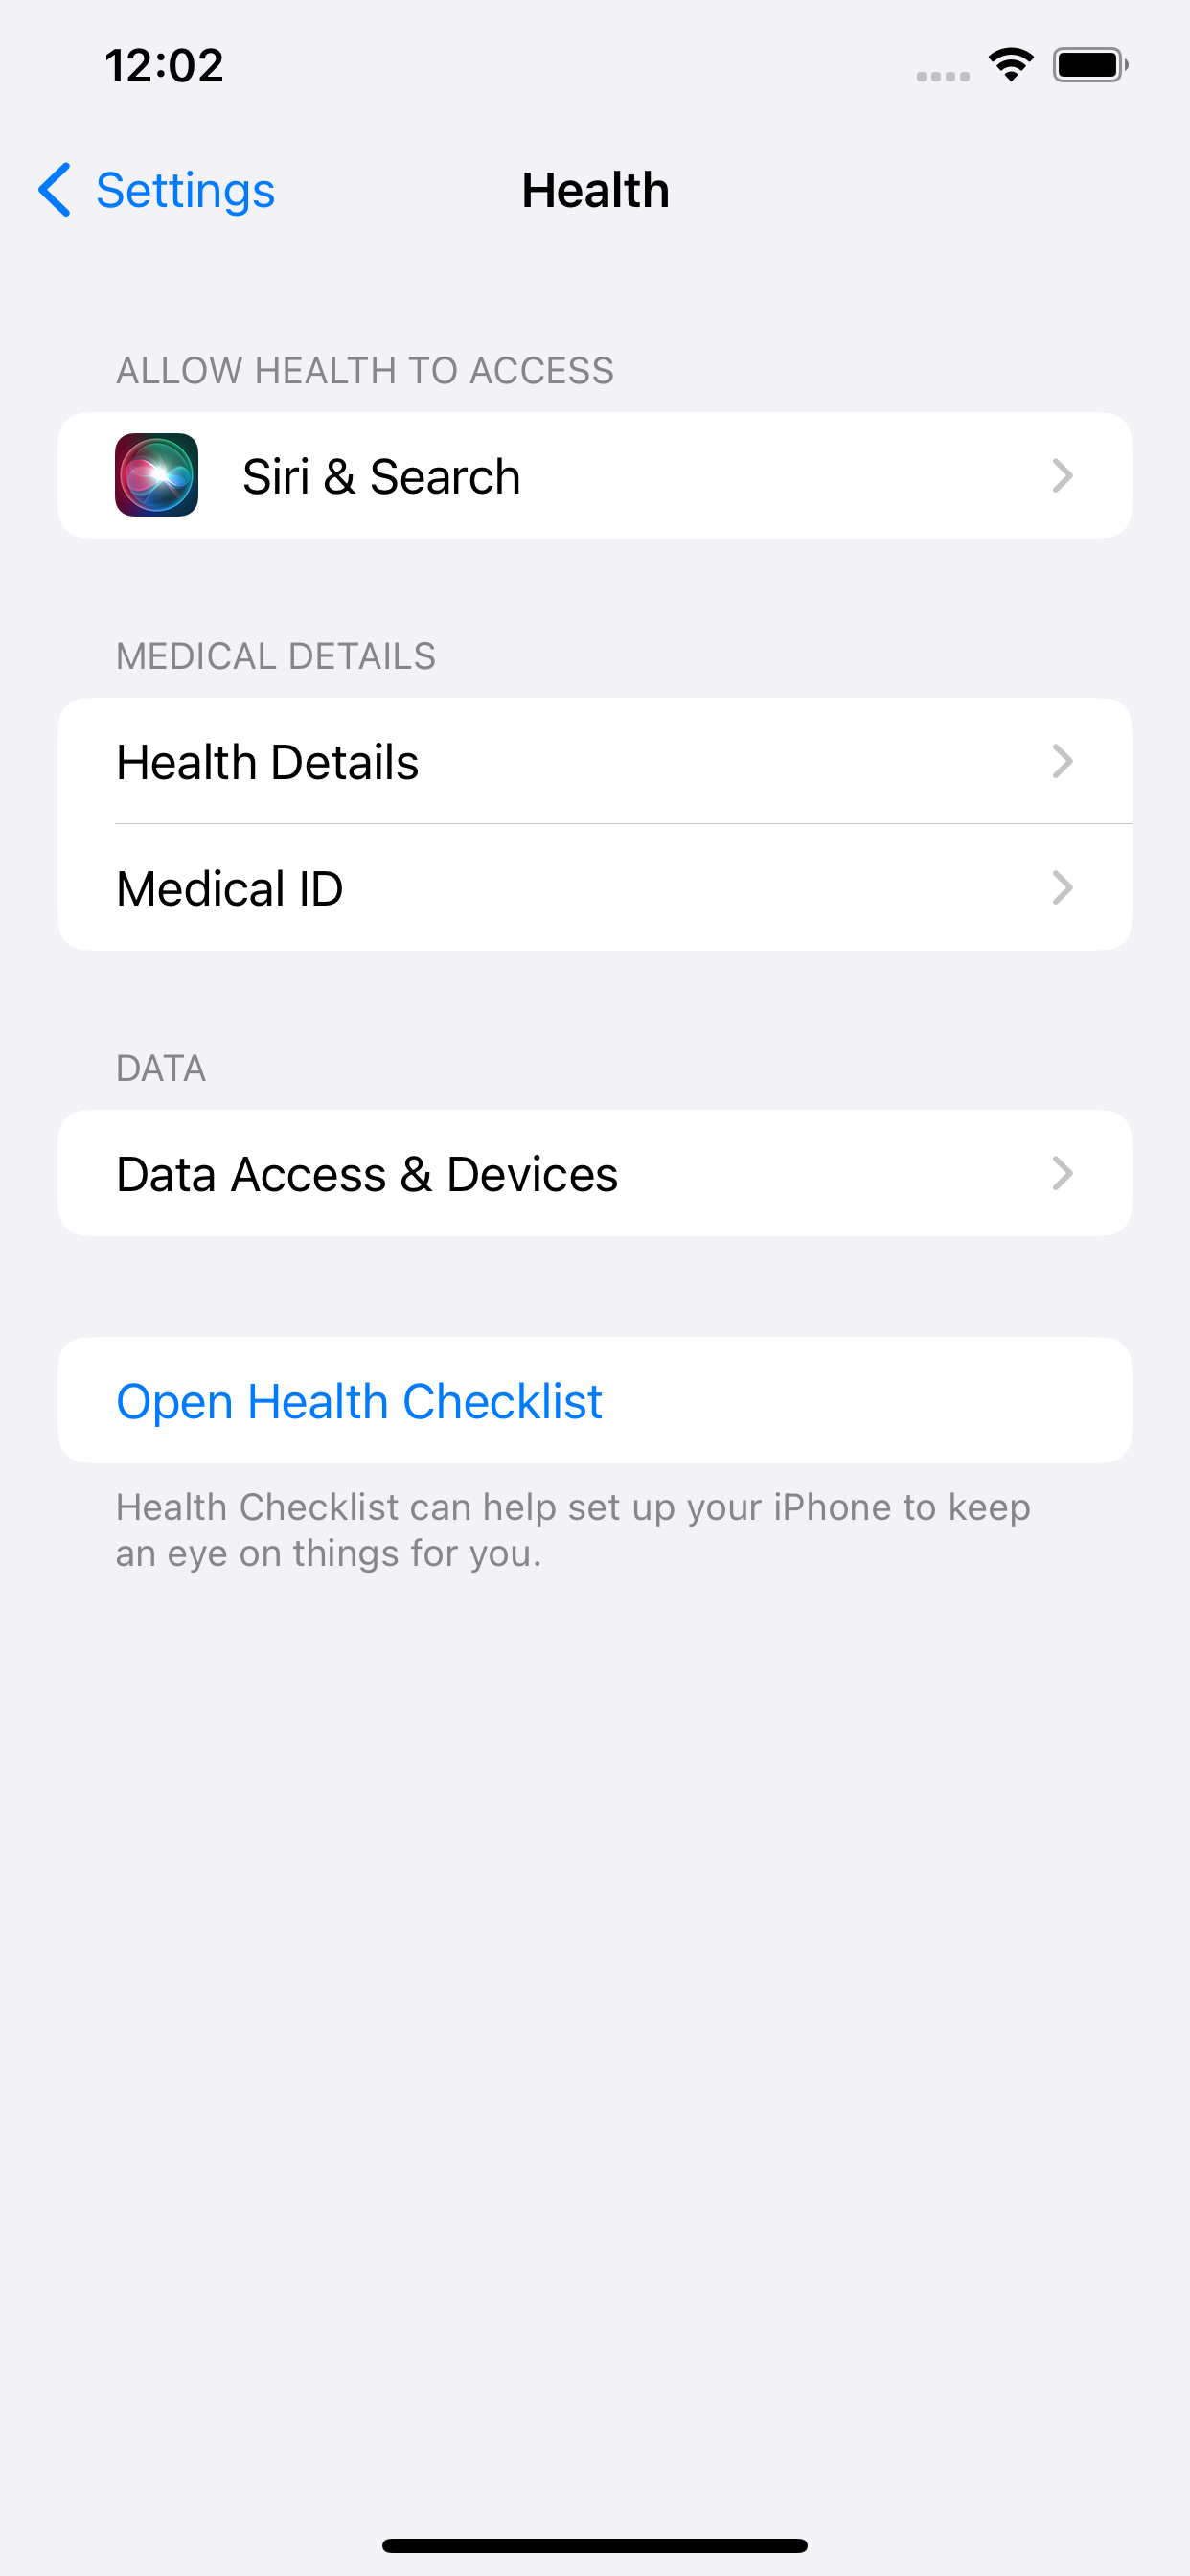 12:02
Settings
Health
ALLOW HEALTH TO ACCESS
Siri & Search
MEDICAL DETAILS
Health Details
Medical ID
DATA
Data Access & Devices
Open Health Checklist
Health Checklist can help set up your iPhone to keep
an eye on things for you.